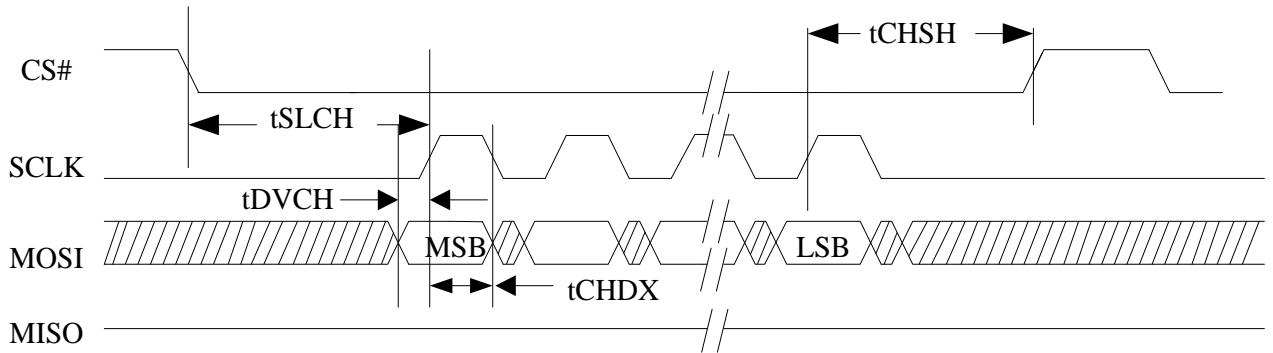 tCHSH
CS#
tSLCH
SCLK
tDVCH
MOSI
MSB
LSB
tCHDX
MISO